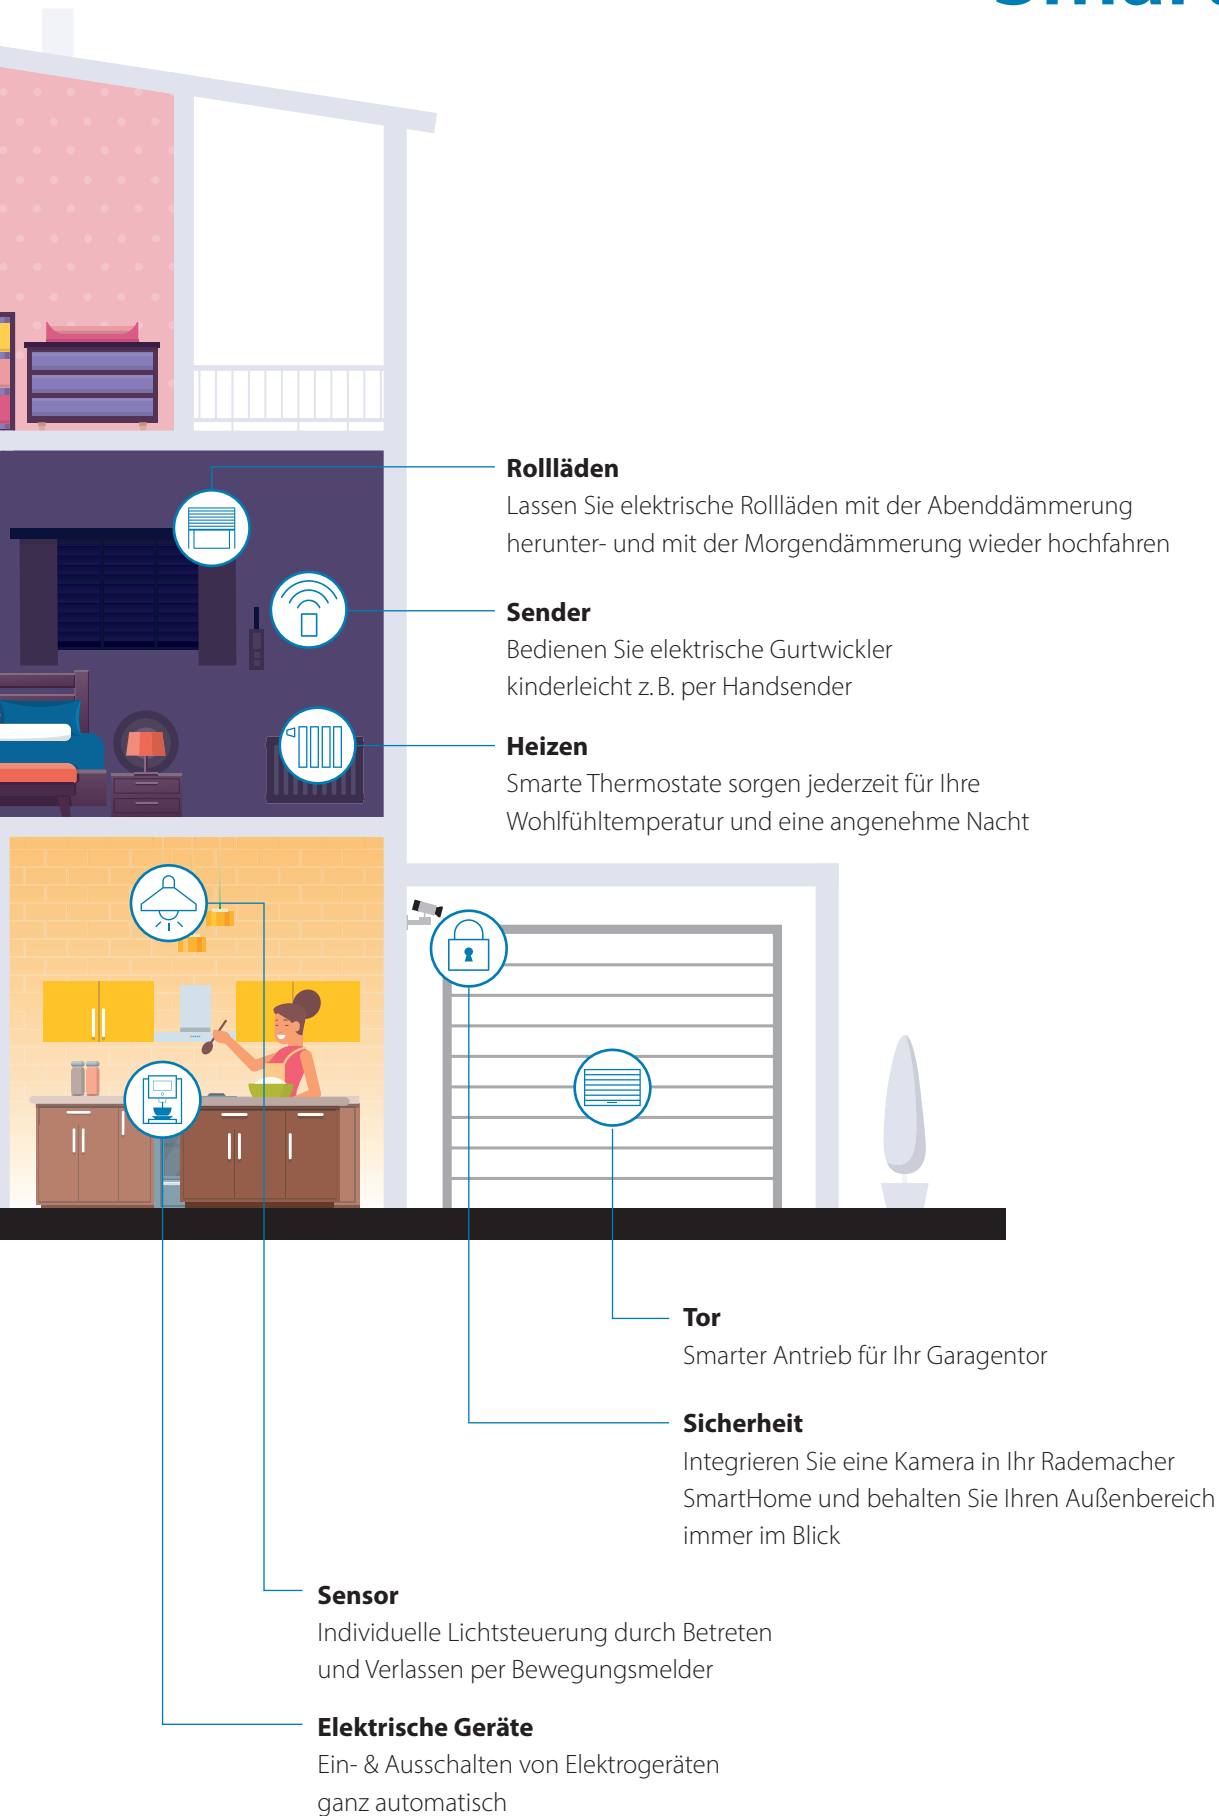 Rollläden
Lassen Sie elektrische Rollläden mit der Abenddämmerung
herunter- und mit der Morgendämmerung wieder hochfahren
Sender
Bedienen Sie elektrische Gurtwickler
kinderleicht z. B. per Handsender
Heizen
Smarte Thermostate sorgen jederzeit für Ihre
Wohlfühltemperatur und eine angenehme Nacht
Tor
Smarter Antrieb für Ihr Garagentor
Sicherheit
Integrieren Sie eine Kamera in Ihr Rademacher
SmartHome und behalten Sie Ihren Außenbereich
immer im Blick
Sensor
Individuelle Lichtsteuerung durch Betreten
und Verlassen per Bewegungsmelder
Elektrische Geräte
Ein- & Ausschalten von Elektrogeräten
ganz automatisch